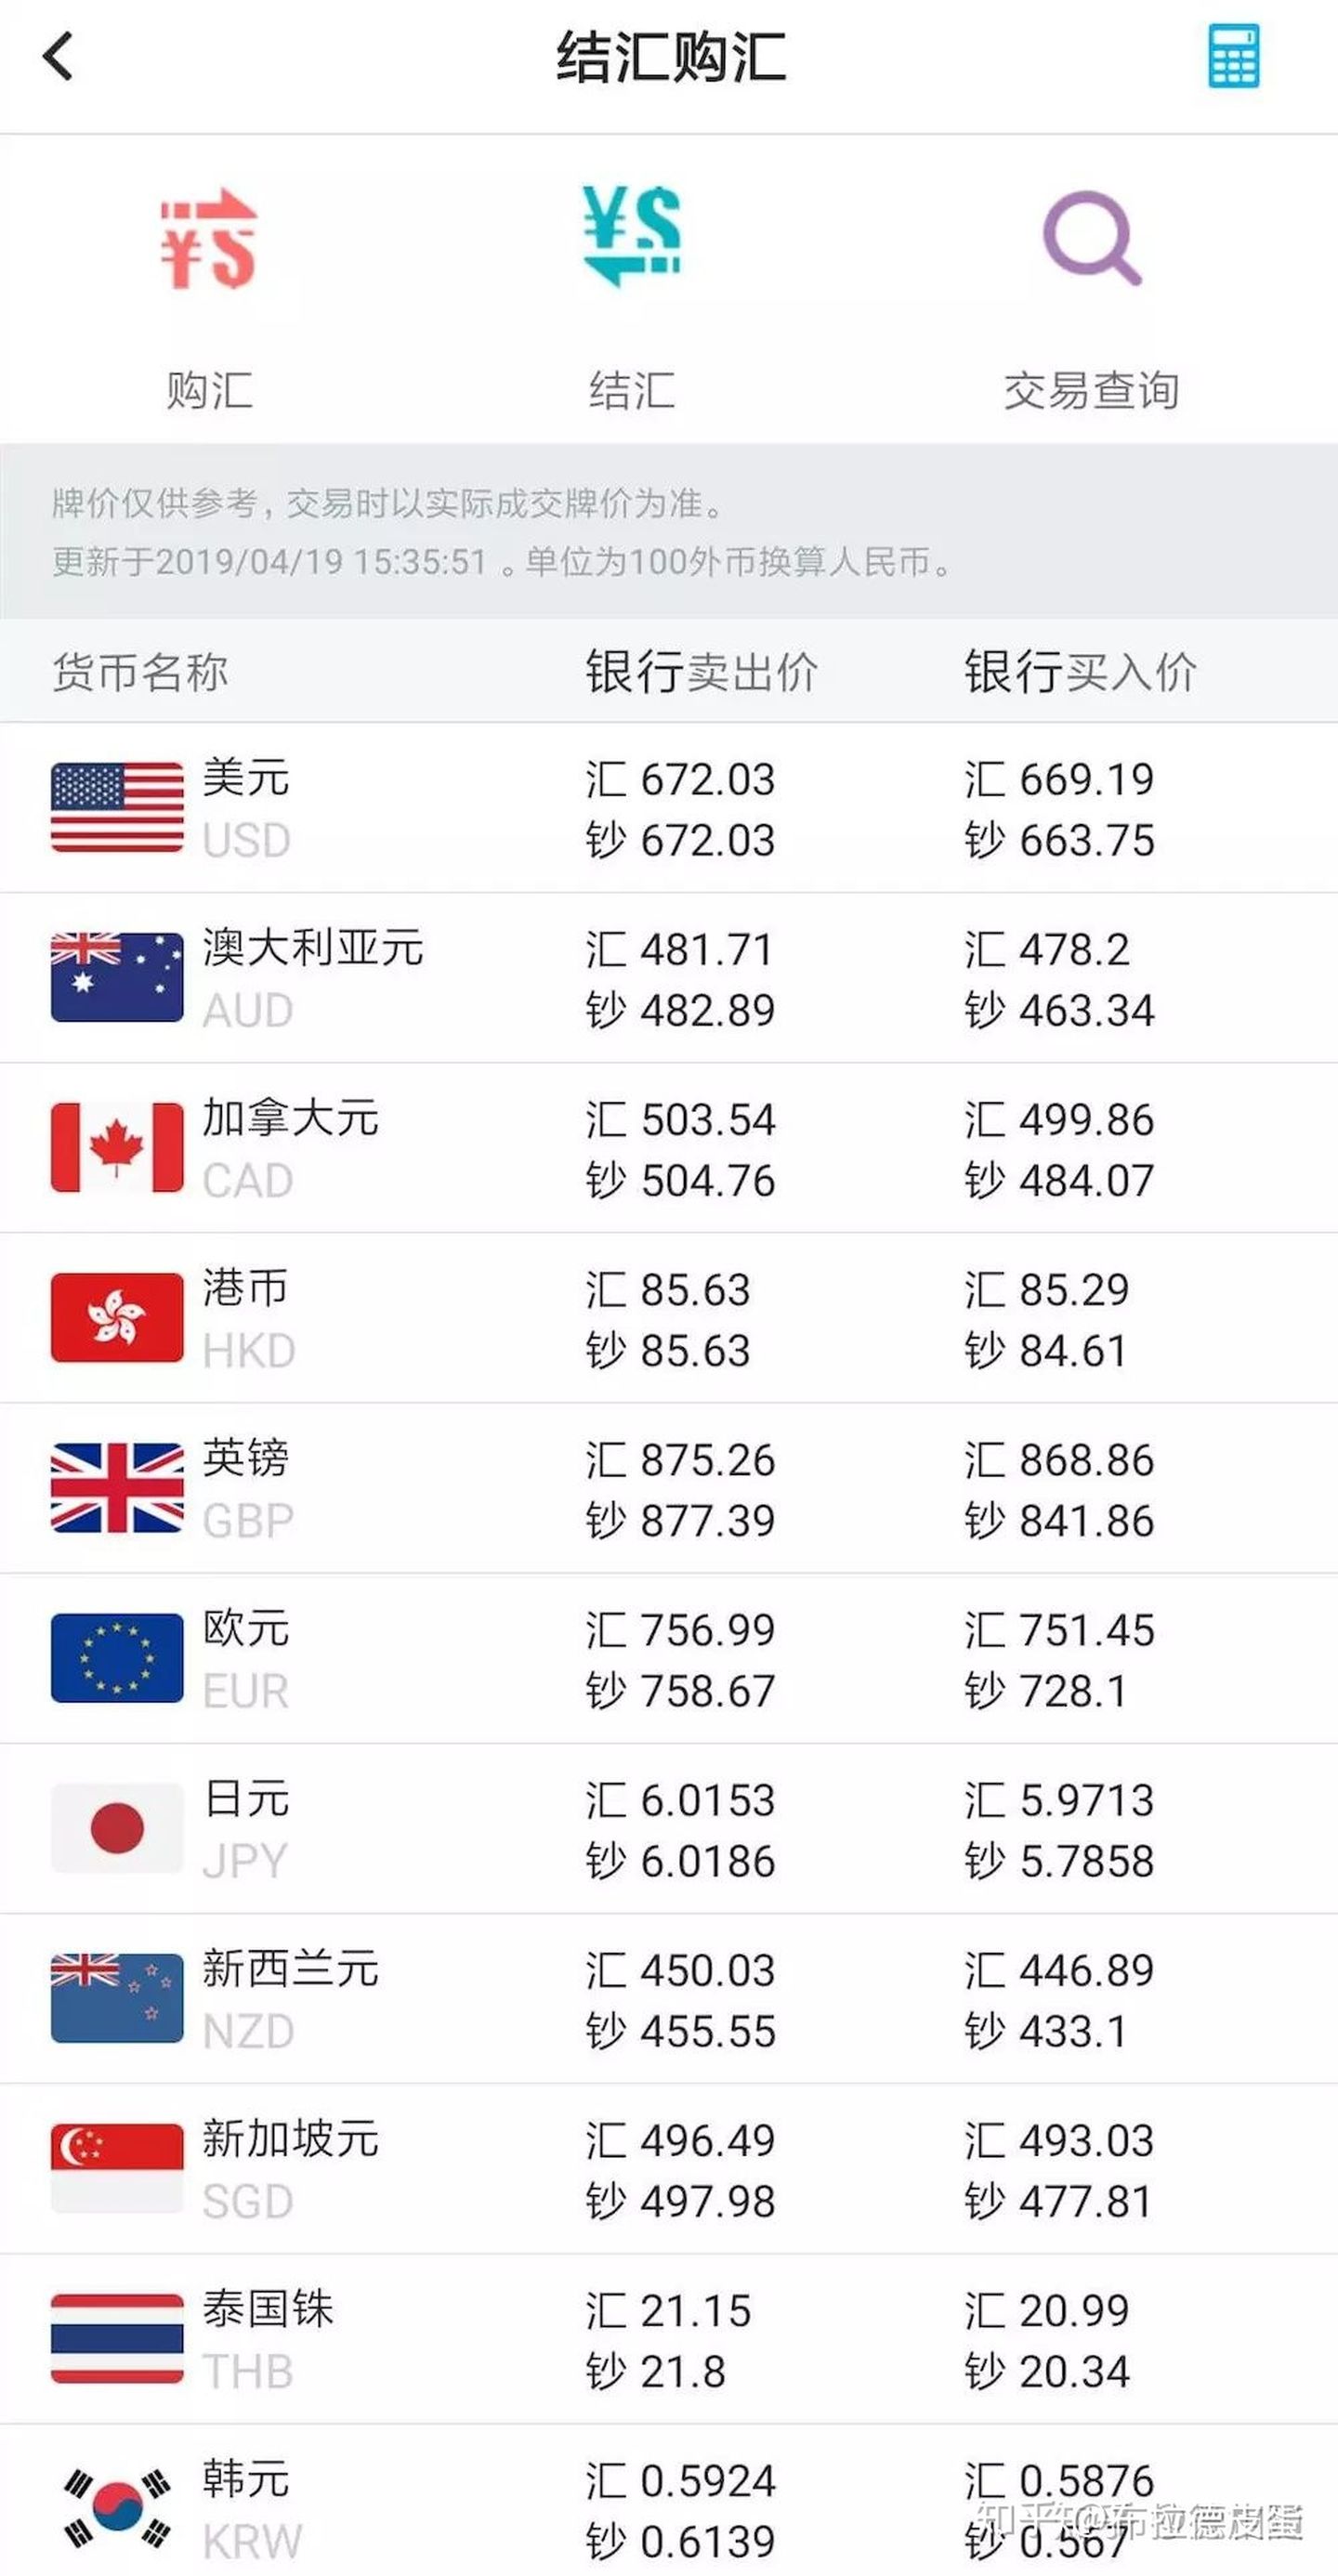 结汇购汇
购汇 结汇 交易查询
牌价仅供参考，交易时以实际成交牌价为准。
更新于2019/04/19 15:35:51 。单位为100外币换算人民币。
货币名称 银行卖出价 银行买入价
美元 汇 672.03 汇 669.19
USD 钞 672.03 钞 663.75
澳大利亚元 汇 481.71 汇 478.2
AUD 钞 482.89 钞 463.34
加拿大元 汇 503.54 汇 499.86
CAD 钞 504.76 钞 484.07
港币 汇 85.63 汇 85.29
HKD 钞 85.63 钞 84.61
英镑 汇 875.26 汇 868.86
GBP 钞 877.39 钞 841.86
欧元 汇 756.99 汇 751.45
EUR 钞 758.67 钞 728.1
日元 汇 6.0153 汇 5.9713
JPY 钞 6.0186 钞 5.7858
新西兰元 汇 450.03 汇 446.89
NZD 钞 455.55 钞 433.1
新加坡元 汇 496.49 汇 493.03
SGD 钞 497.98 钞 477.81
泰国铢 汇 21.15 汇 20.99
THB 钞 21.8 钞 20.34
韩元 汇 0.5924 汇 0.5876
KRW 钞 0.6139 钞 0.567